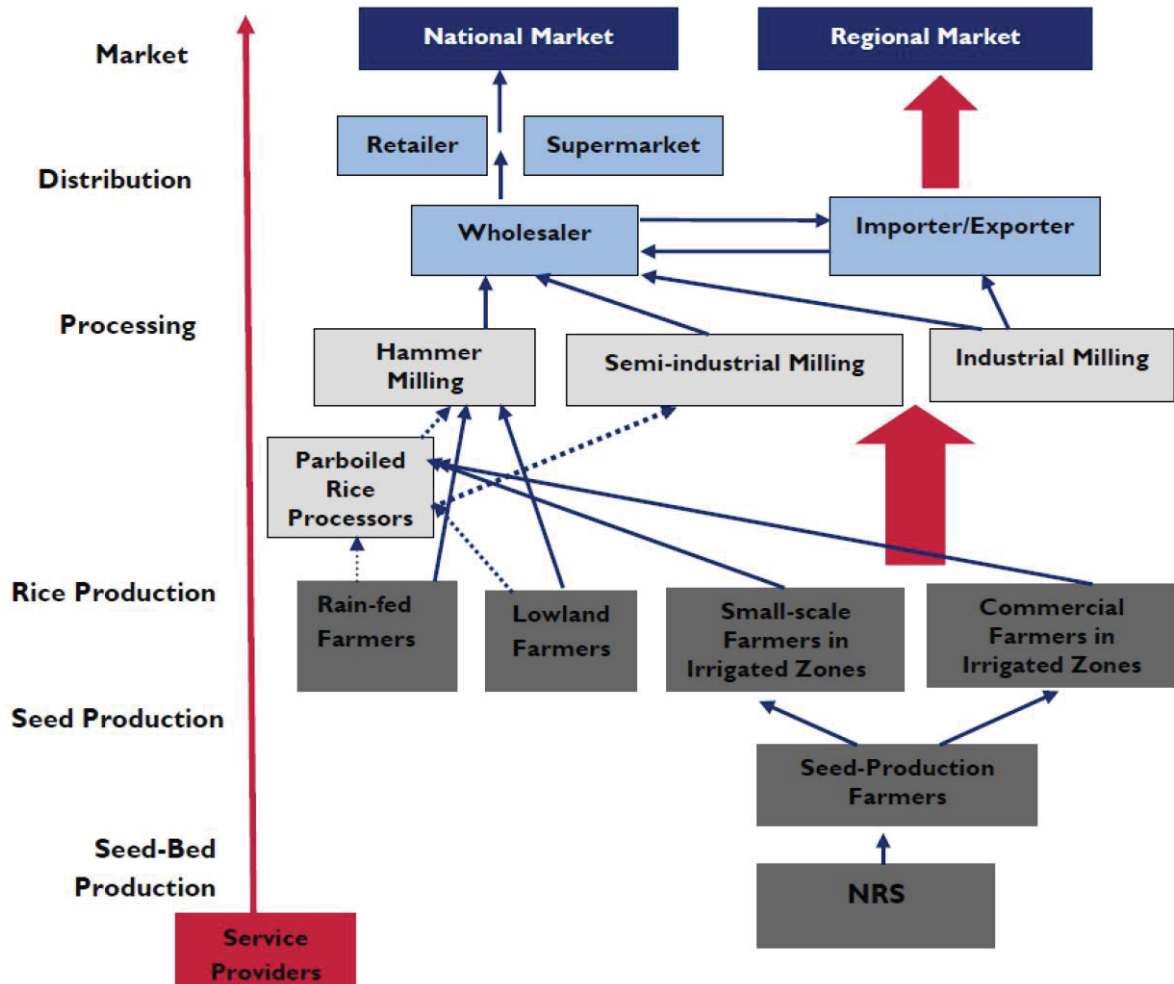 Market
National Market
Regional Market
Retailer
Supermarket
Distribution
Wholesaler
Importer/Exporter
Processing
Hammer
Milling
Semi-industrial Milling
Industrial Milling
Parboiled
Rice
Processors
Rice Production
Rain-fed
Farmers
Lowland
Farmers
Small-scale
Farmers in
Irrigated Zones
Commercial
Farmers in
Irrigated Zones
Seed Production
Seed-Production
Farmers
Seed-Bed
Production
NRS
Service
Providers